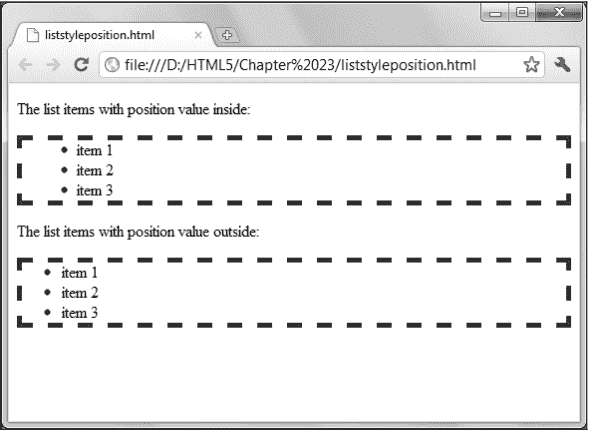 liststyleposition.html
file:///D:/HTML5/Chapter%2023/liststyleposition.html
The list items with position value inside:
• item 1
• item 2
• item 3
The list items with position value outside:
• item 1
• item 2
• item 3